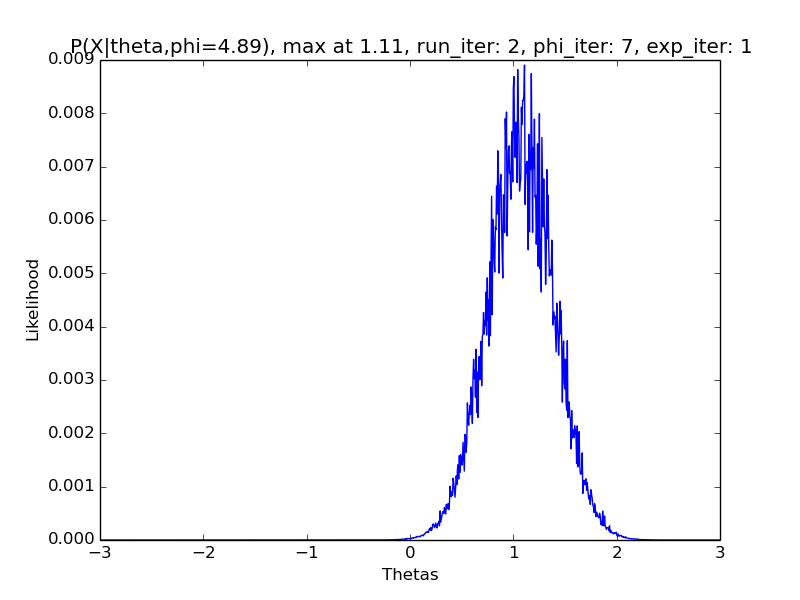 P(X|theta,phi=4.89), max at 1.11, run_iter: 2, phi_iter: 7, exp_iter: 1
0.009
0.008
0.007
0.006
0.005
0.004
0.003
0.002
0.001
0.000
Likelihood
−3 −2 −1 0 1 2 3
Thetas